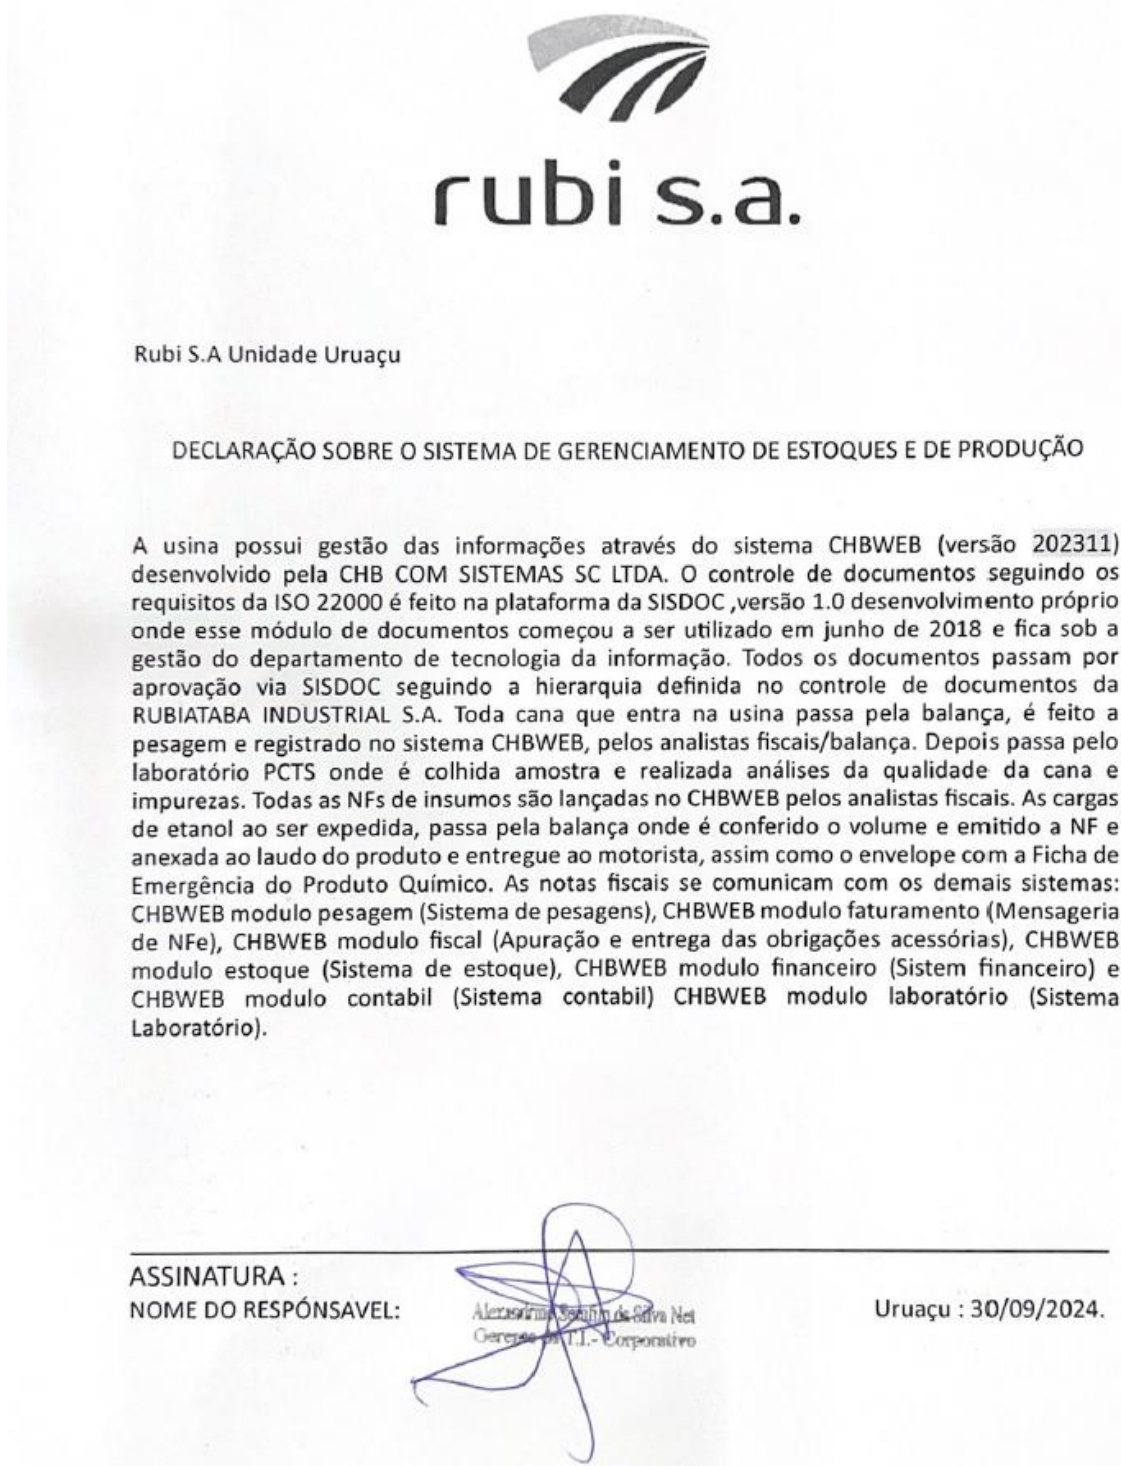 rubi s.a.
Rubi S.A Unidade Uruaçu
DECLARAÇÃO SOBRE O SISTEMA DE GERENCIAMENTO DE ESTOQUES E DE PRODUÇÃO
A usina possui gestão das informações através do sistema CHBWEB (versão 202311)
desenvolvido pela CHB COM SISTEMAS SC LTDA. O controle de documentos seguindo os
requisitos da ISO 22000 é feito na plataforma da SISDOC ,versão 1.0 desenvolvimento próprio
onde esse módulo de documentos começou a ser utilizado em junho de 2018 e fica sob a
gestão do departamento de tecnologia da informação. Todos os documentos passam por
aprovação via SISDOC seguindo a hierarquia definida no controle de documentos da
RUBIATABA INDUSTRIAL S.A. Toda cana que entra na usina passa pela balança, é feito a
pesagem e registrado no sistema CHBWEB, pelos analistas fiscais/balança. Depois passa pelo
laboratório PCTS onde é colhida amostra e realizada análises da qualidade da cana e
impurezas. Todas as NFs de insumos são lançadas no CHBWEB pelos analistas fiscais. As cargas
de etanol ao ser expedida, passa pela balança onde é conferido o volume e emitido a NF e
anexada ao laudo do produto e entregue ao motorista, assim como o envelope com a Ficha de
Emergência do Produto Químico. As notas fiscais se comunicam com os demais sistemas:
CHBWEB modulo pesagem (Sistema de pesagens), CHBWEB modulo faturamento (Mensageria
de NFe), CHBWEB modulo fiscal (Apuração e entrega das obrigações acessórias), CHBWEB
modulo estoque (Sistema de estoque), CHBWEB modulo financeiro (Sistem financeiro) e
CHBWEB modulo contabil (Sistema contabil) CHBWEB modulo laboratório (Sistema
Laboratório).
ASSINATURA :
NOME DO RESPÓNSAVEL:
da Silva Net
T.I.- Corporativo
Uruaçu : 30/09/2024.